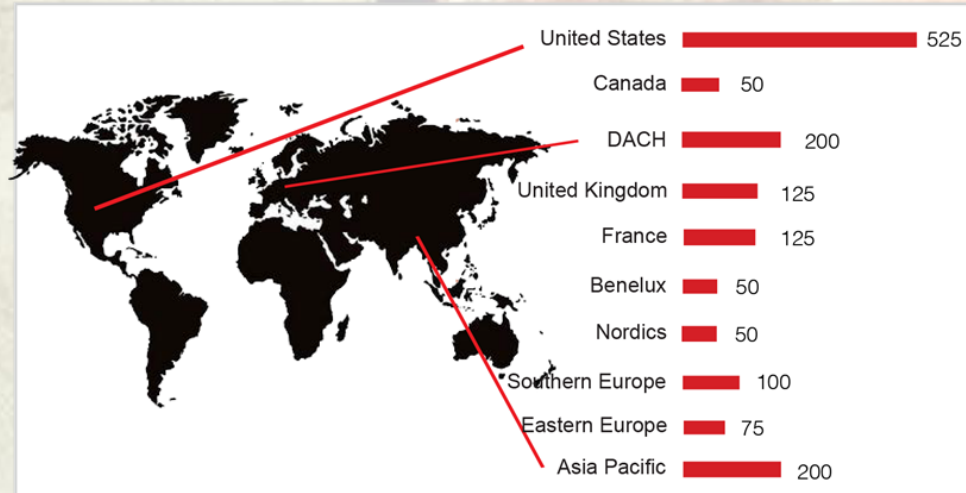 United States 525
Canada 50
DACH 200
United Kingdom 125
France 125
Benelux 50
Nordics 50
Southern Europe 100
Eastern Europe 75
Asia Pacific 200